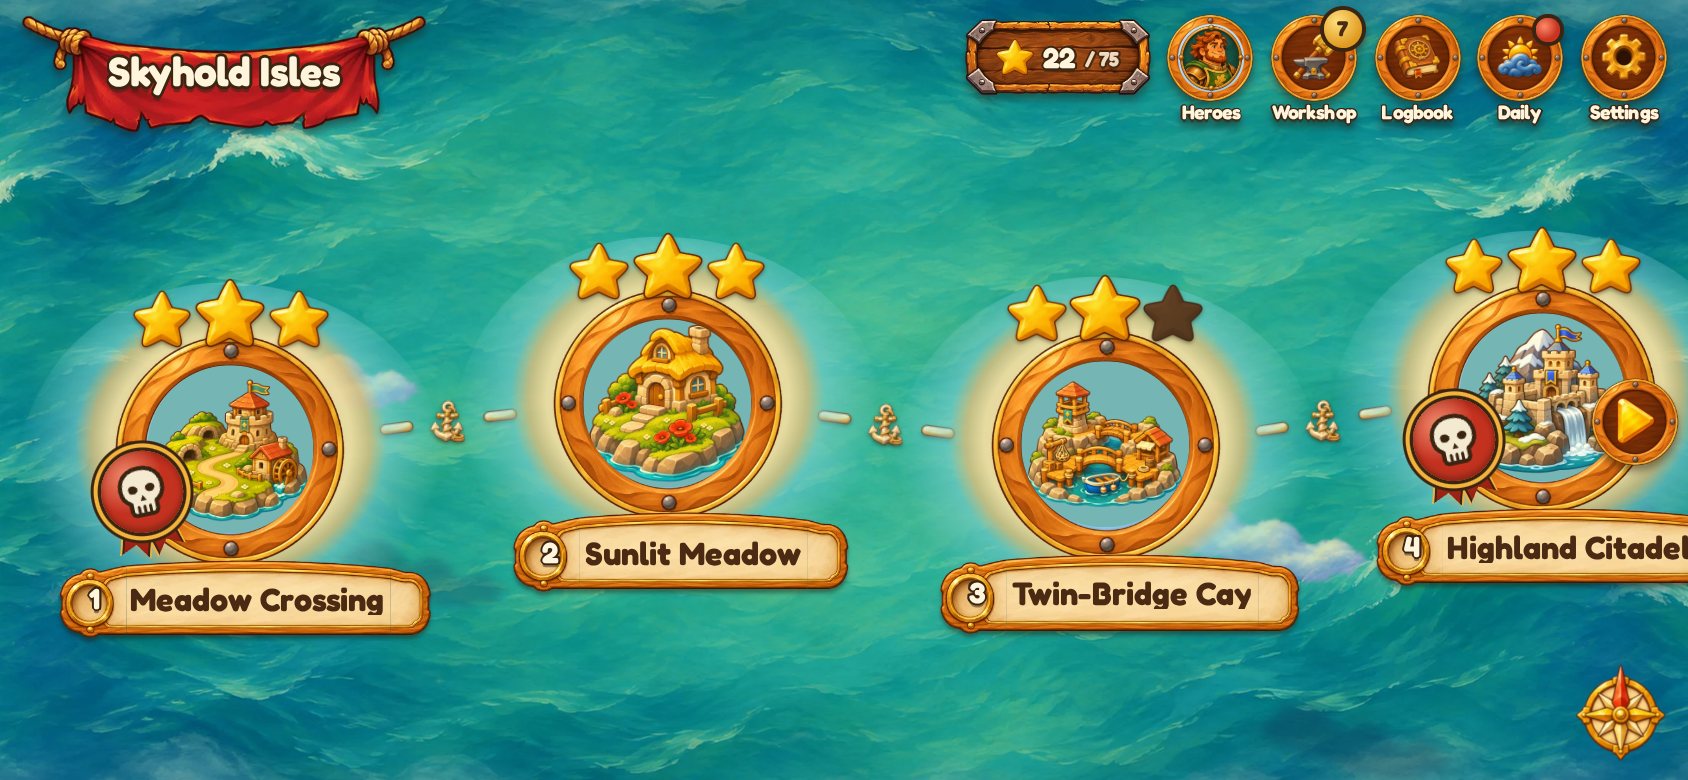 Skyhold Isles
22 / 75
7
Heroes
Workshop
Logbook
Daily
Settings
1 Meadow Crossing
2 Sunlit Meadow
3 Twin-Bridge Cay
4 Highland Citadel